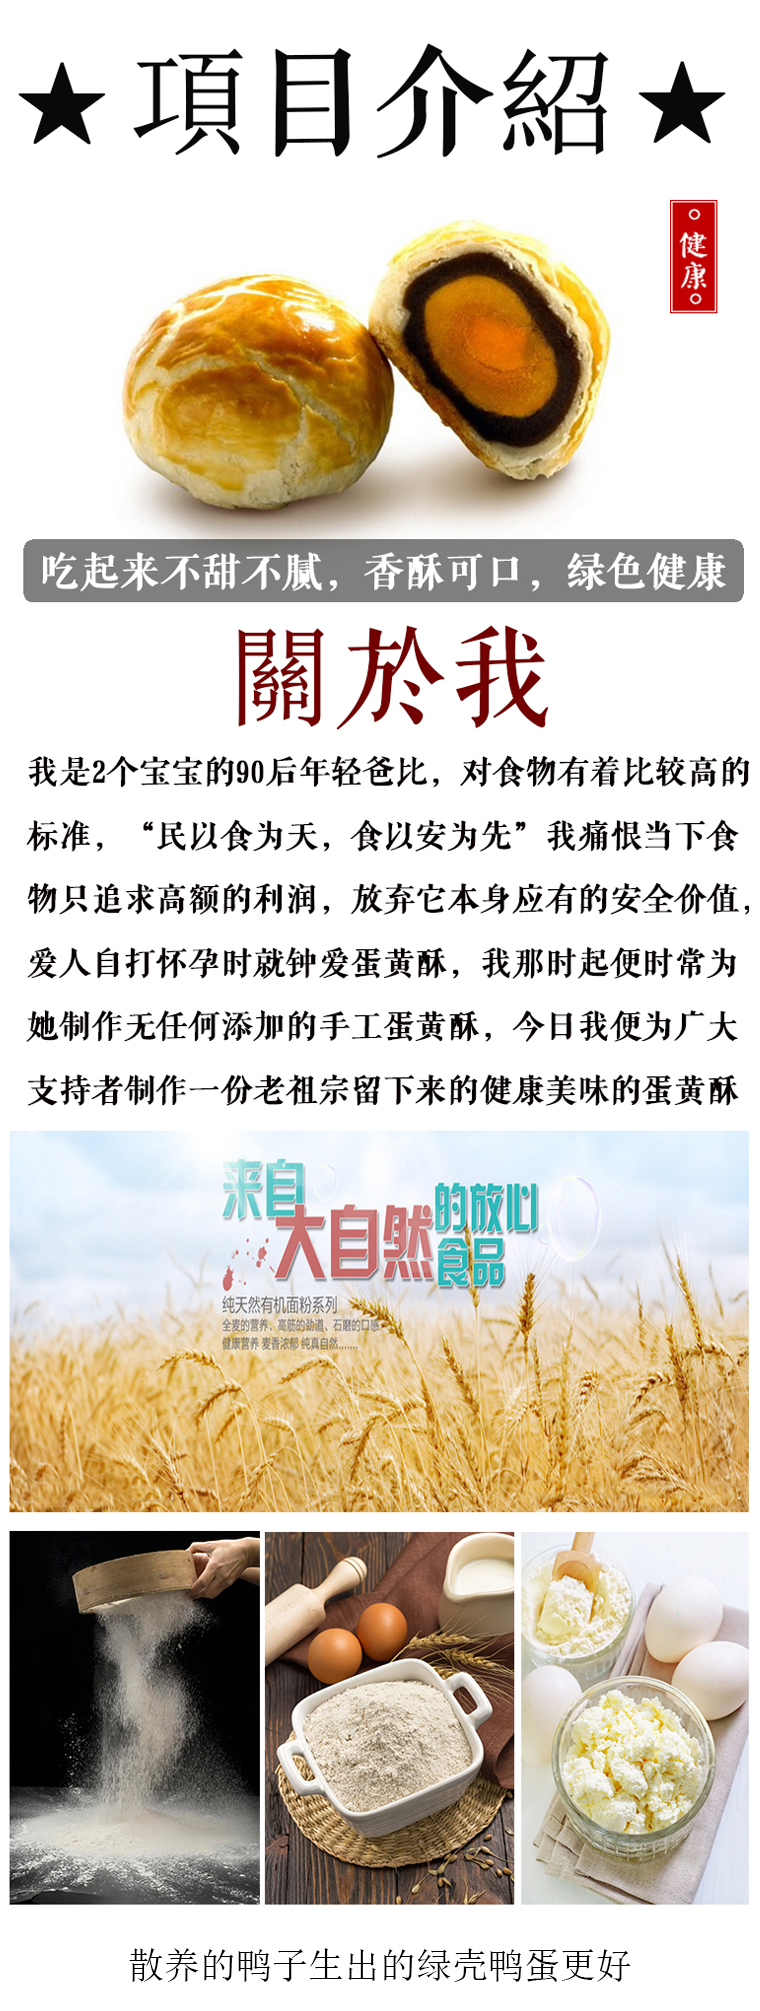 ★項目介紹★
健康
吃起来不甜不腻，香酥可口，绿色健康
關於我
我是2个宝宝的90后年轻爸比，对食物有着比较高的
标准，“民以食为天，食以安为先”我痛恨当下食
物只追求高额的利润，放弃它本身应有的安全价值，
爱人自打怀孕时就钟爱蛋黄酥，我那时起便时常为
她制作无任何添加的手工蛋黄酥，今日我便为广大
支持者制作一份老祖宗留下来的健康美味的蛋黄酥
来自大自然的放心食品
纯天然有机面粉系列
全麦的营养、高筋的劲道、石磨的口感
健康营养 麦香浓郁 纯真自然.......
散养的鸭子生出的绿壳鸭蛋更好